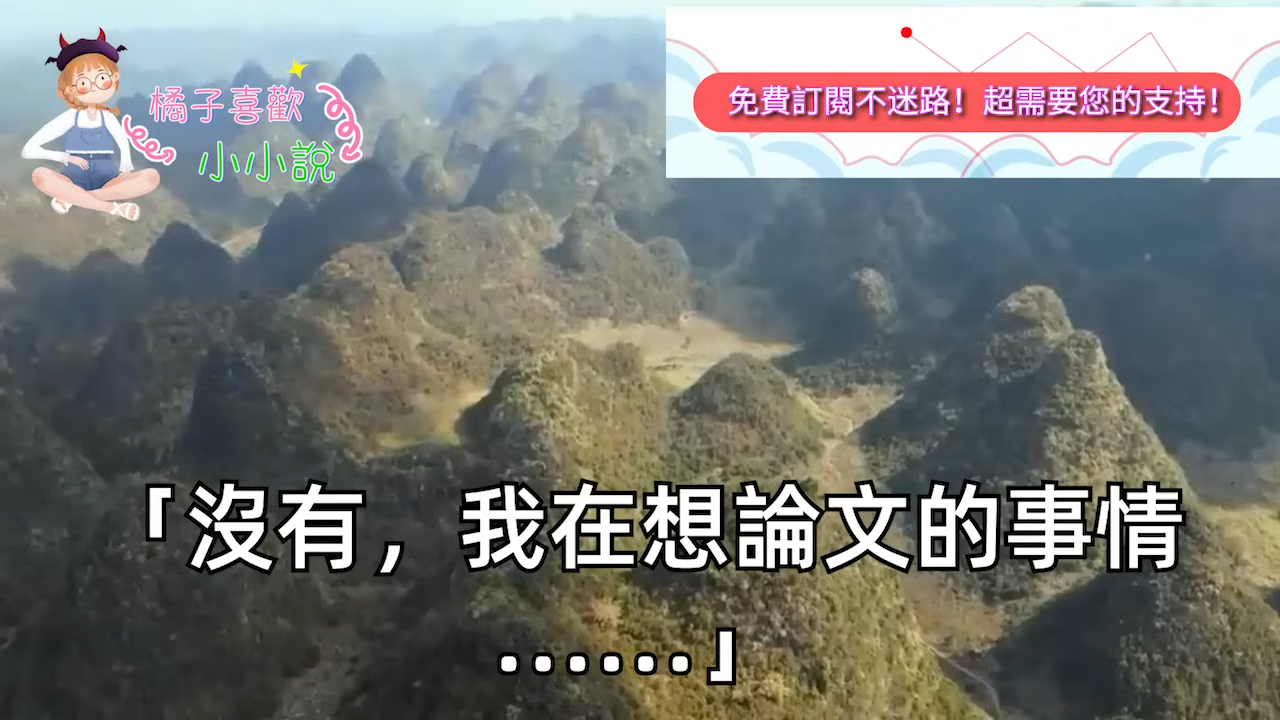 橘子喜歡
小小說
免費訂閱不迷路！超需要您的支持！
「沒有，我在想論文的事情
......」